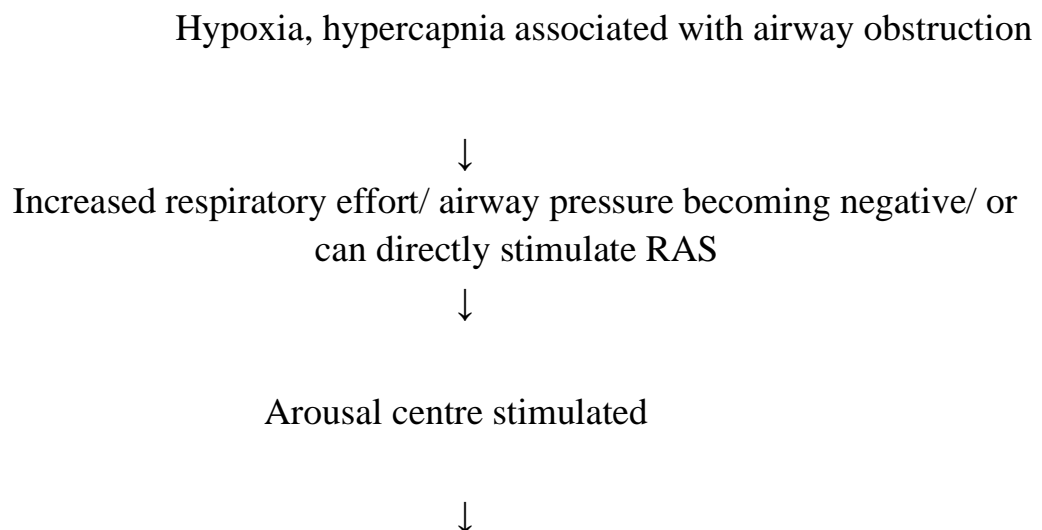 Hypoxia, hypercapnia associated with airway obstruction
↓
Increased respiratory effort/ airway pressure becoming negative/ or
can directly stimulate RAS
↓
Arousal centre stimulated
↓